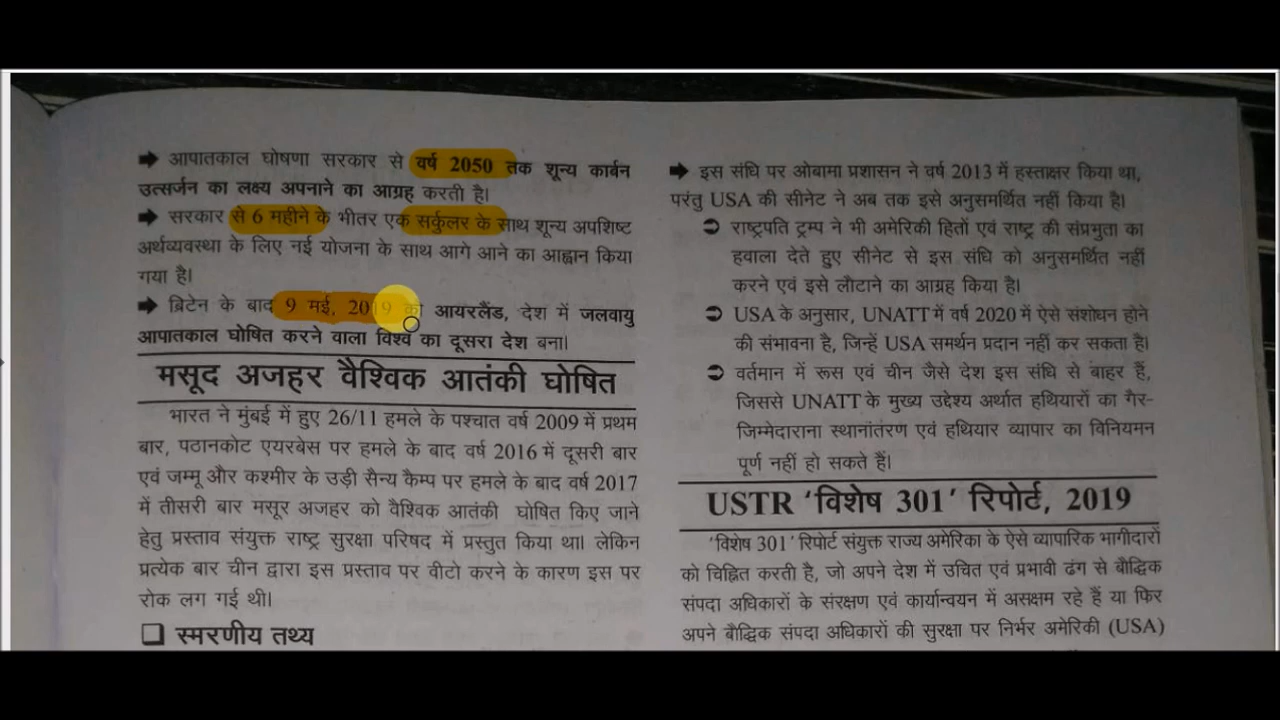 ➡ आपातकाल घोषणा सरकार से वर्ष 2050 तक शून्य कार्बन
उत्सर्जन का लक्ष्य अपनाने का आग्रह करती है।
➡ सरकार से 6 महीने के भीतर एक सर्कुलर के साथ शून्य अपशिष्ट
अर्थव्यवस्था के लिए नई योजना के साथ आगे आने का आह्वान किया
गया है।
➡ ब्रिटेन के बाद 9 मई, 2019 को आयरलैंड, देश में जलवायु
आपातकाल घोषित करने वाला विश्व का दूसरा देश बना।
मसूद अजहर वैश्विक आतंकी घोषित
भारत ने मुंबई में हुए 26/11 हमले के पश्चात वर्ष 2009 में प्रथम
बार, पठानकोट एयरबेस पर हमले के बाद वर्ष 2016 में दूसरी बार
एवं जम्मू और कश्मीर के उड़ी सैन्य कैम्प पर हमले के बाद वर्ष 2017
में तीसरी बार मसूर अजहर को वैश्विक आतंकी घोषित किए जाने
हेतु प्रस्ताव संयुक्त राष्ट्र सुरक्षा परिषद में प्रस्तुत किया था। लेकिन
प्रत्येक बार चीन द्वारा इस प्रस्ताव पर वीटो करने के कारण इस पर
रोक लग गई थी।
❑ स्मरणीय तथ्य
➡ इस संधि पर ओबामा प्रशासन ने वर्ष 2013 में हस्ताक्षर किया था,
परंतु USA की सीनेट ने अब तक इसे अनुसमर्थित नहीं किया है।
➲ राष्ट्रपति ट्रम्प ने भी अमेरिकी हितों एवं राष्ट्र की संप्रभुता का
हवाला देते हुए सीनेट से इस संधि को अनुसमर्थित नहीं
करने एवं इसे लौटाने का आग्रह किया है।
➲ USA के अनुसार, UNATT में वर्ष 2020 में ऐसे संशोधन होने
की संभावना है, जिन्हें USA समर्थन प्रदान नहीं कर सकता है।
➲ वर्तमान में रूस एवं चीन जैसे देश इस संधि से बाहर हैं,
जिससे UNATT के मुख्य उद्देश्य अर्थात हथियारों का गैर-
जिम्मेदाराना स्थानांतरण एवं हथियार व्यापार का विनियमन
पूर्ण नहीं हो सकते हैं।
USTR ‘विशेष 301’ रिपोर्ट, 2019
‘विशेष 301’ रिपोर्ट संयुक्त राज्य अमेरिका के ऐसे व्यापारिक भागीदारों
को चिह्नित करती है, जो अपने देश में उचित एवं प्रभावी ढंग से बौद्धिक
संपदा अधिकारों के संरक्षण एवं कार्यान्वयन में असक्षम रहे हैं या फिर
अपने बौद्धिक संपदा अधिकारों की सुरक्षा पर निर्भर अमेरिकी (USA)